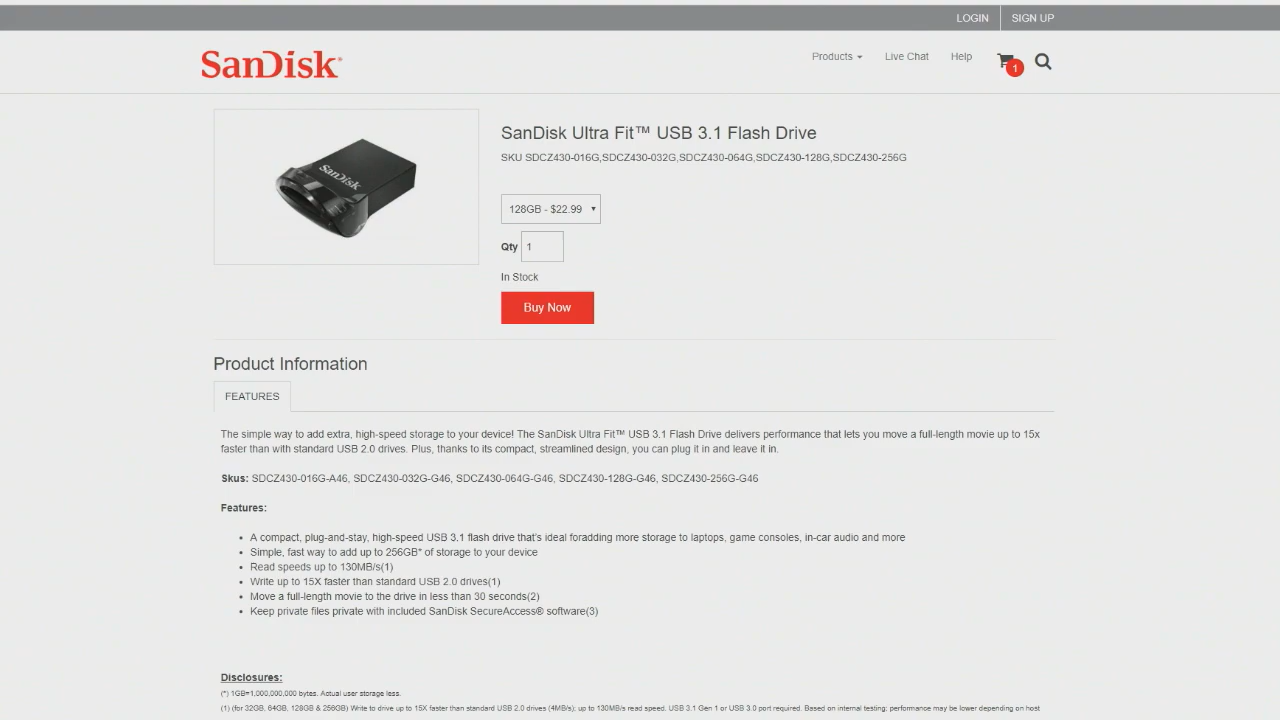 LOGIN
SIGN UP
SanDisk®
Products
Live Chat
Help
1
SanDisk
SanDisk Ultra Fit™ USB 3.1 Flash Drive
SKU SDCZ430-016G,SDCZ430-032G,SDCZ430-064G,SDCZ430-128G,SDCZ430-256G
128GB - $22.99
Qty 1
In Stock
Buy Now
Product Information
FEATURES
The simple way to add extra, high-speed storage to your device! The SanDisk Ultra Fit™ USB 3.1 Flash Drive delivers performance that lets you move a full-length movie up to 15x
faster than with standard USB 2.0 drives. Plus, thanks to its compact, streamlined design, you can plug it in and leave it in.
Skus: SDCZ430-016G-A46, SDCZ430-032G-G46, SDCZ430-064G-G46, SDCZ430-128G-G46, SDCZ430-256G-G46
Features:
• A compact, plug-and-stay, high-speed USB 3.1 flash drive that's ideal foradding more storage to laptops, game consoles, in-car audio and more
• Simple, fast way to add up to 256GB* of storage to your device
• Read speeds up to 130MB/s(1)
• Write up to 15X faster than standard USB 2.0 drives(1)
• Move a full-length movie to the drive in less than 30 seconds(2)
• Keep private files private with included SanDisk SecureAccess® software(3)
Disclosures:
(*) 1GB=1,000,000,000 bytes. Actual user storage less.
(1) (for 32GB, 64GB, 128GB & 256GB) Write to drive up to 15X faster than standard USB 2.0 drives (4MB/s); up to 130MB/s read speed. USB 3.1 Gen 1 or USB 3.0 port required. Based on internal testing; performance may be lower depending on host